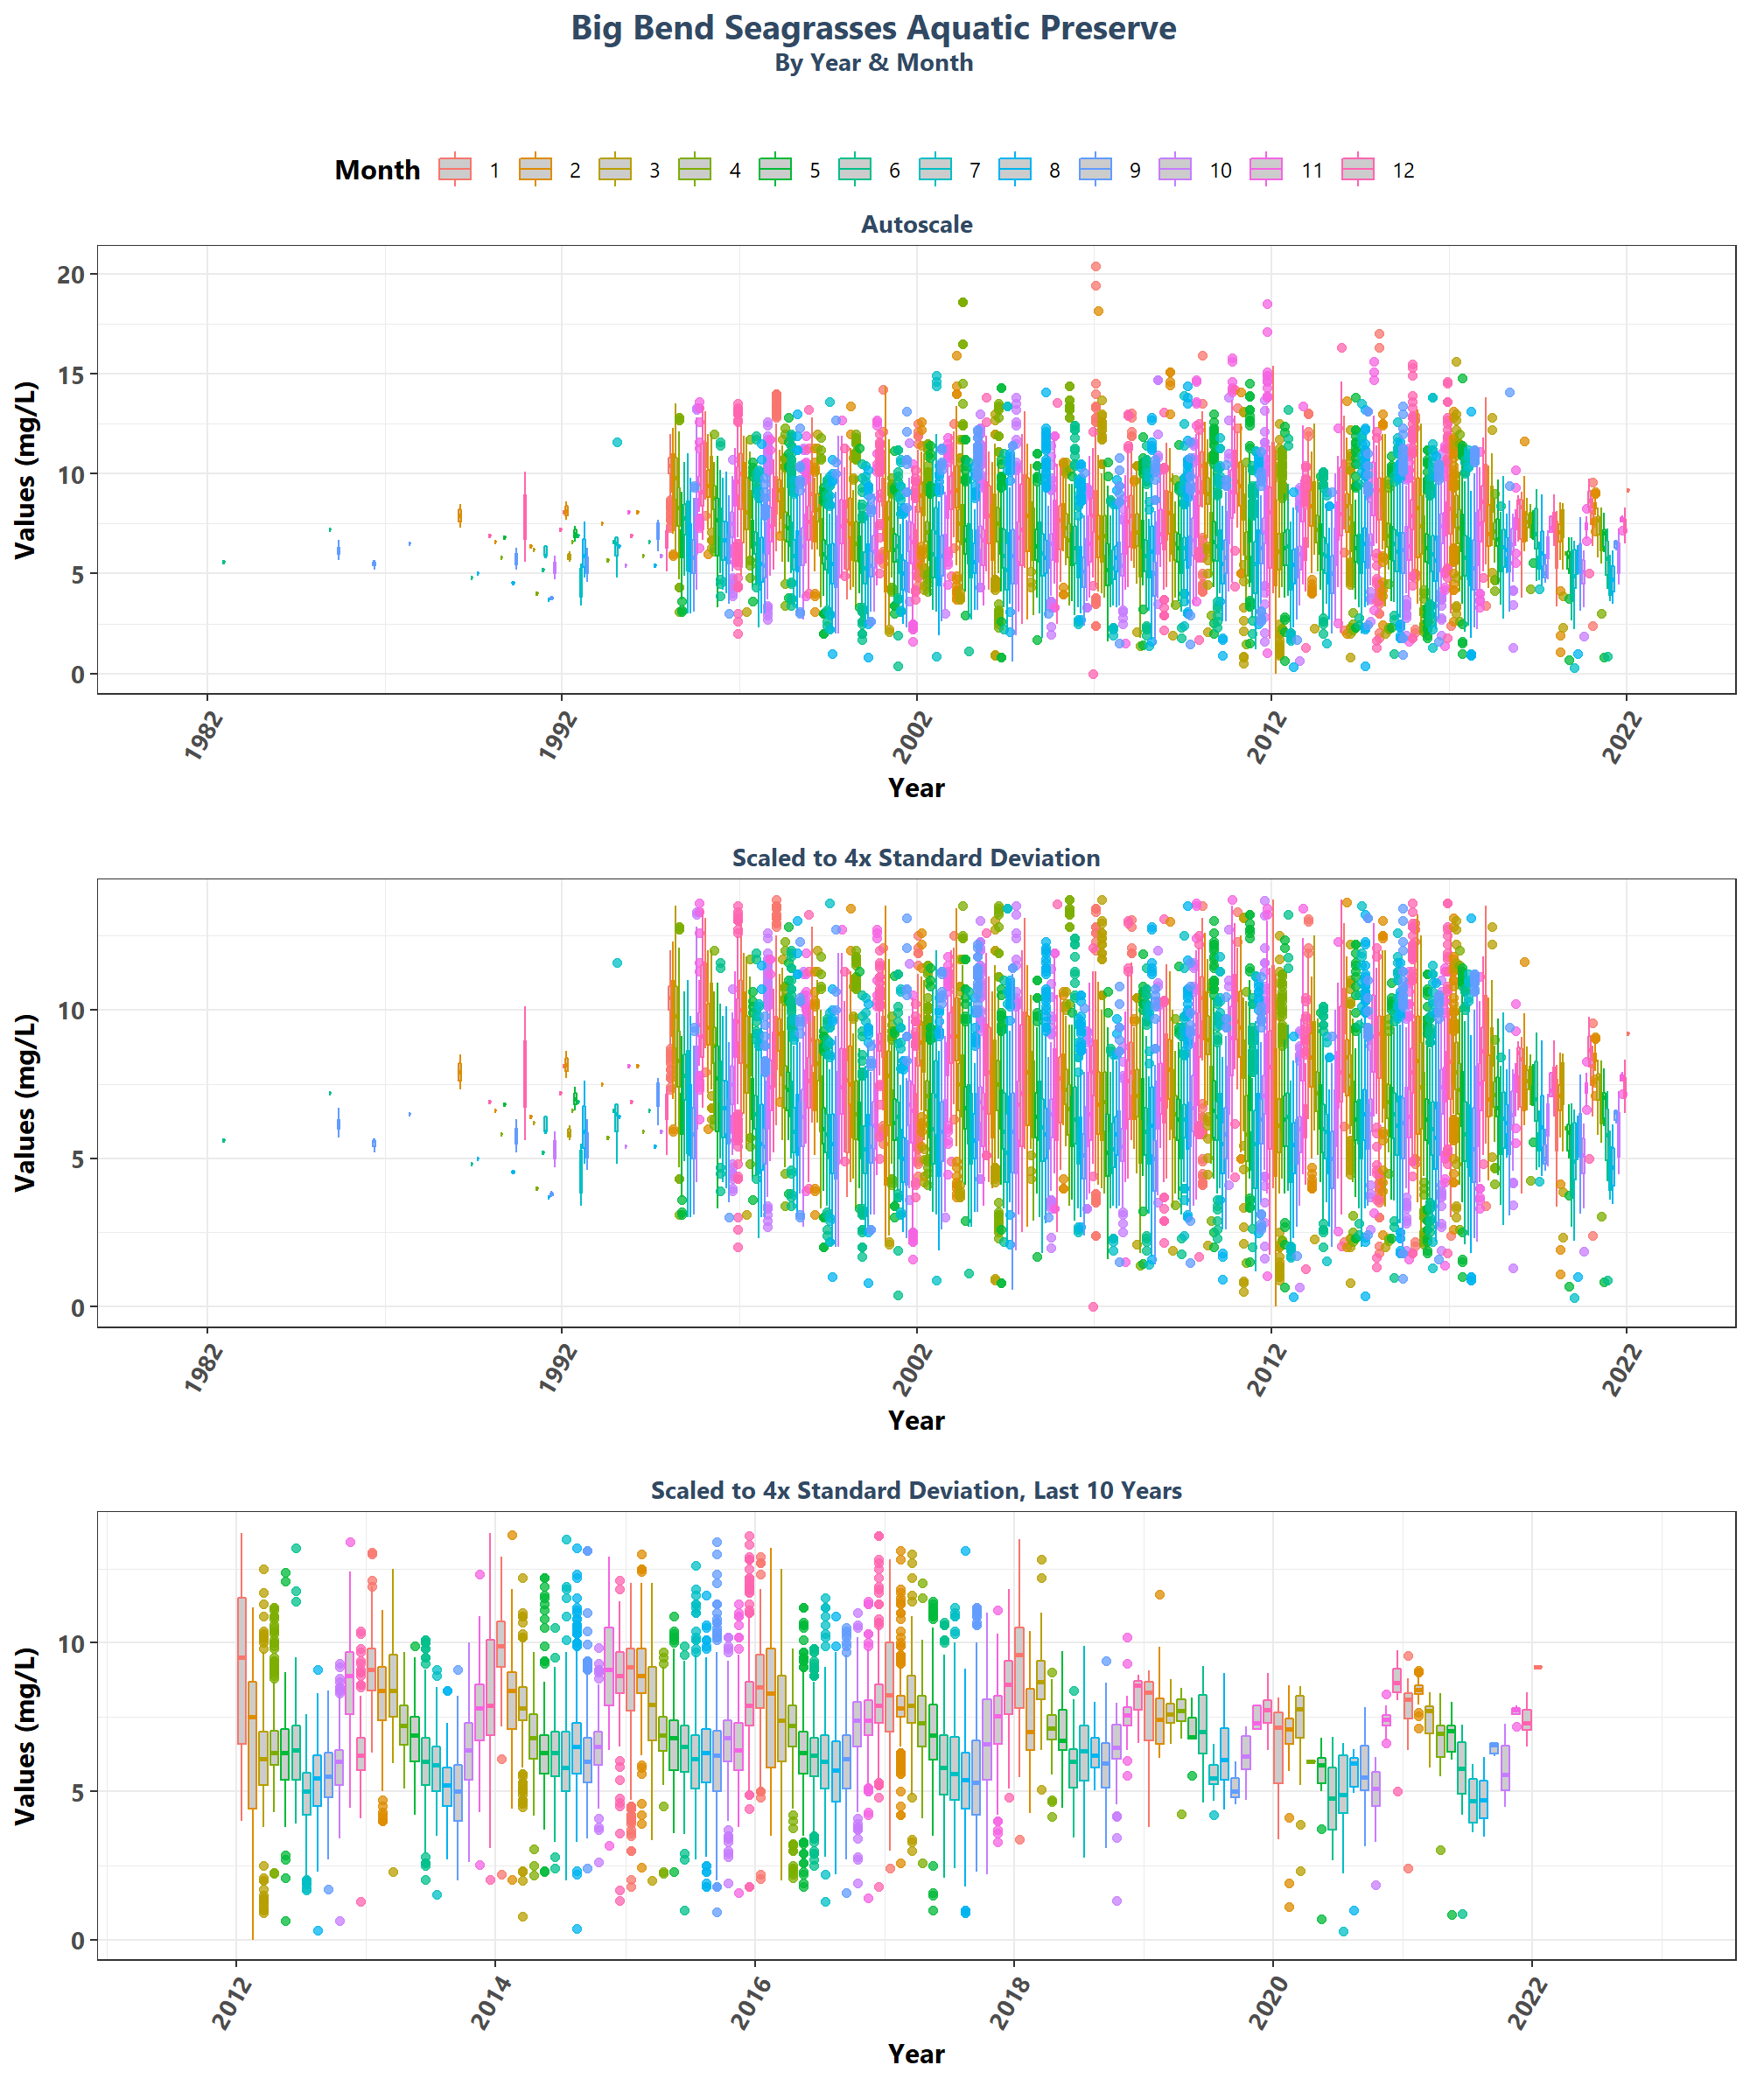 Big Bend Seagrasses Aquatic Preserve
By Year & Month
Month 1 2 3 4 5 6 7 8 9 10 11 12
Autoscale
20
15
10
5
0
Values (mg/L)
1982 1992 2002 2012 2022
Year
Scaled to 4x Standard Deviation
10
5
0
Values (mg/L)
1982 1992 2002 2012 2022
Year
Scaled to 4x Standard Deviation, Last 10 Years
10
5
0
Values (mg/L)
2012 2014 2016 2018 2020 2022
Year